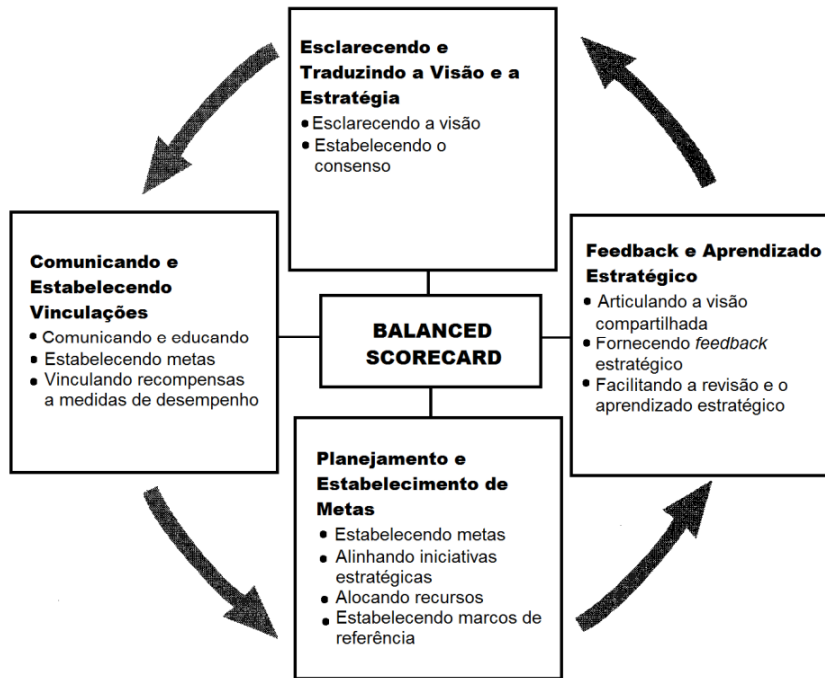 Esclarecendo e
Traduzindo a Visão e a
Estratégia
● Esclarecendo a visão
● Estabelecendo o
consenso
Comunicando e
Estabelecendo
Vinculações
● Comunicando e educando
● Estabelecendo metas
● Vinculando recompensas
a medidas de desempenho
BALANCED
SCORECARD
Feedback e Aprendizado
Estratégico
● Articulando a visão
compartilhada
● Fornecendo feedback
estratégico
● Facilitando a revisão e o
aprendizado estratégico
Planejamento e
Estabelecimento de
Metas
● Estabelecendo metas
● Alinhando iniciativas
estratégicas
● Alocando recursos
● Estabelecendo marcos de
referência